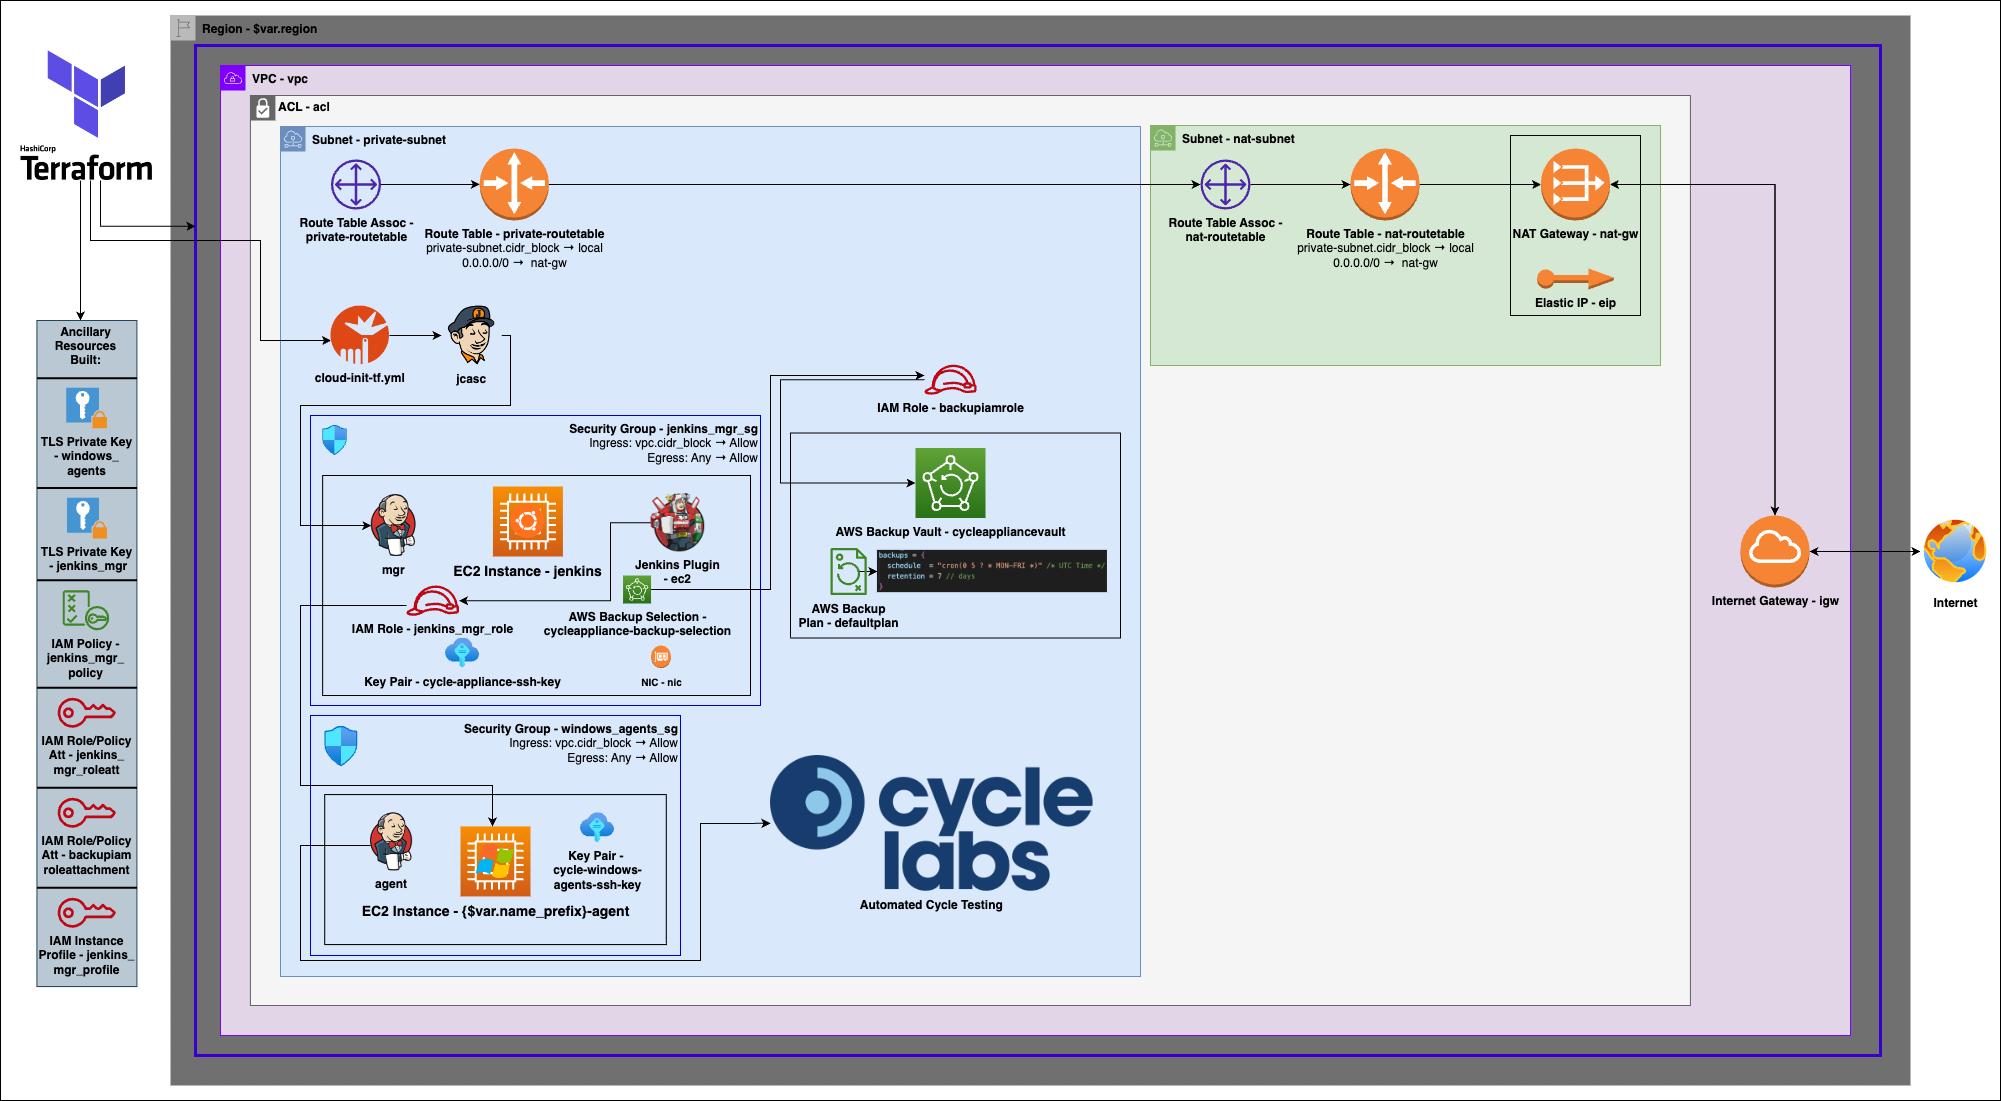 Region - $var.region
VPC - vpc
ACL - acl
HashiCorp
Terraform
Ancillary
Resources
Built:
TLS Private Key
- windows_
agents
TLS Private Key
- jenkins_mgr
IAM Policy -
jenkins_mgr_
policy
IAM Role/Policy
Att - jenkins_
mgr_roleatt
IAM Role/Policy
Att - backupiam
roleattachment
IAM Instance
Profile - jenkins_
mgr_profile
Subnet - private-subnet
Route Table Assoc -
private-routetable
Route Table - private-routetable
private-subnet.cidr_block → local
0.0.0.0/0 → nat-gw
cloud-init-tf.yml
jcasc
Security Group - jenkins_mgr_sg
Ingress: vpc.cidr_block → Allow
Egress: Any → Allow
mgr
EC2 Instance - jenkins
Jenkins Plugin
- ec2
IAM Role - jenkins_mgr_role
AWS Backup Selection -
cycleappliance-backup-selection
Key Pair - cycle-appliance-ssh-key
NIC - nic
IAM Role - backupiamrole
AWS Backup Vault - cycleappliancevault
backups = {
schedule = "cron(0 5 ? * MON-FRI *)" /* UTC Time */
retention = 7 // days
}
AWS Backup
Plan - defaultplan
Security Group - windows_agents_sg
Ingress: vpc.cidr_block → Allow
Egress: Any → Allow
agent
Key Pair -
cycle-windows-
agents-ssh-key
EC2 Instance - {$var.name_prefix}-agent
cycle
labs
Automated Cycle Testing
Subnet - nat-subnet
Route Table Assoc -
nat-routetable
Route Table - nat-routetable
private-subnet.cidr_block → local
0.0.0.0/0 → nat-gw
NAT Gateway - nat-gw
Elastic IP - eip
Internet Gateway - igw
Internet